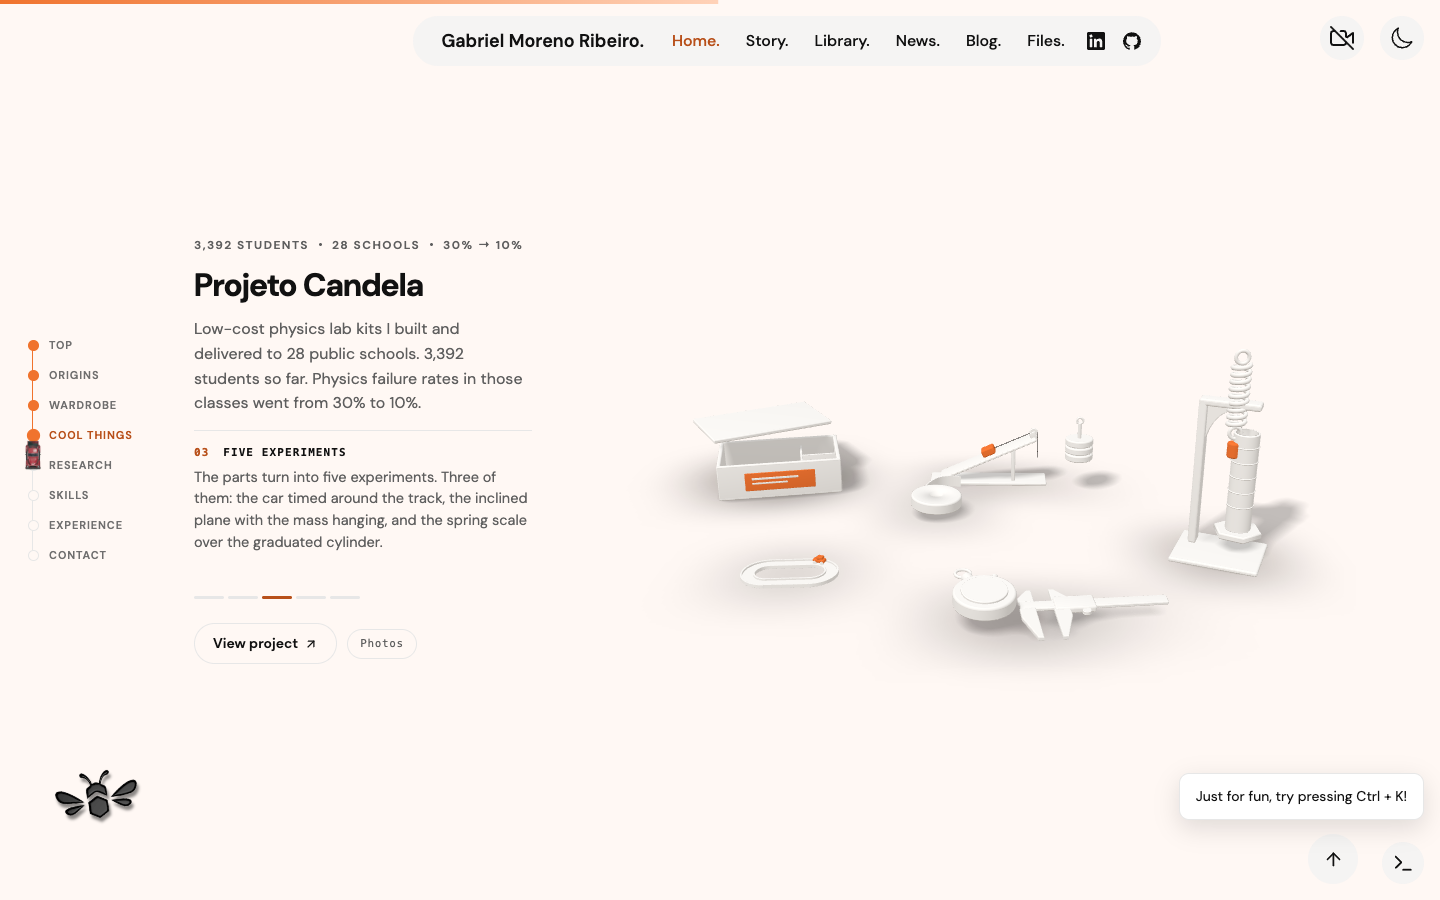 Gabriel Moreno Ribeiro.
Home.
Story.
Library.
News.
Blog.
Files.
3,392 STUDENTS • 28 SCHOOLS • 30% → 10%
Projeto Candela
Low-cost physics lab kits I built and
delivered to 28 public schools. 3,392
students so far. Physics failure rates in those
classes went from 30% to 10%.
03 FIVE EXPERIMENTS
The parts turn into five experiments. Three of
them: the car timed around the track, the inclined
plane with the mass hanging, and the spring scale
over the graduated cylinder.
View project ↗
Photos
TOP
ORIGINS
WARDROBE
COOL THINGS
RESEARCH
SKILLS
EXPERIENCE
CONTACT
Just for fun, try pressing Ctrl + K!